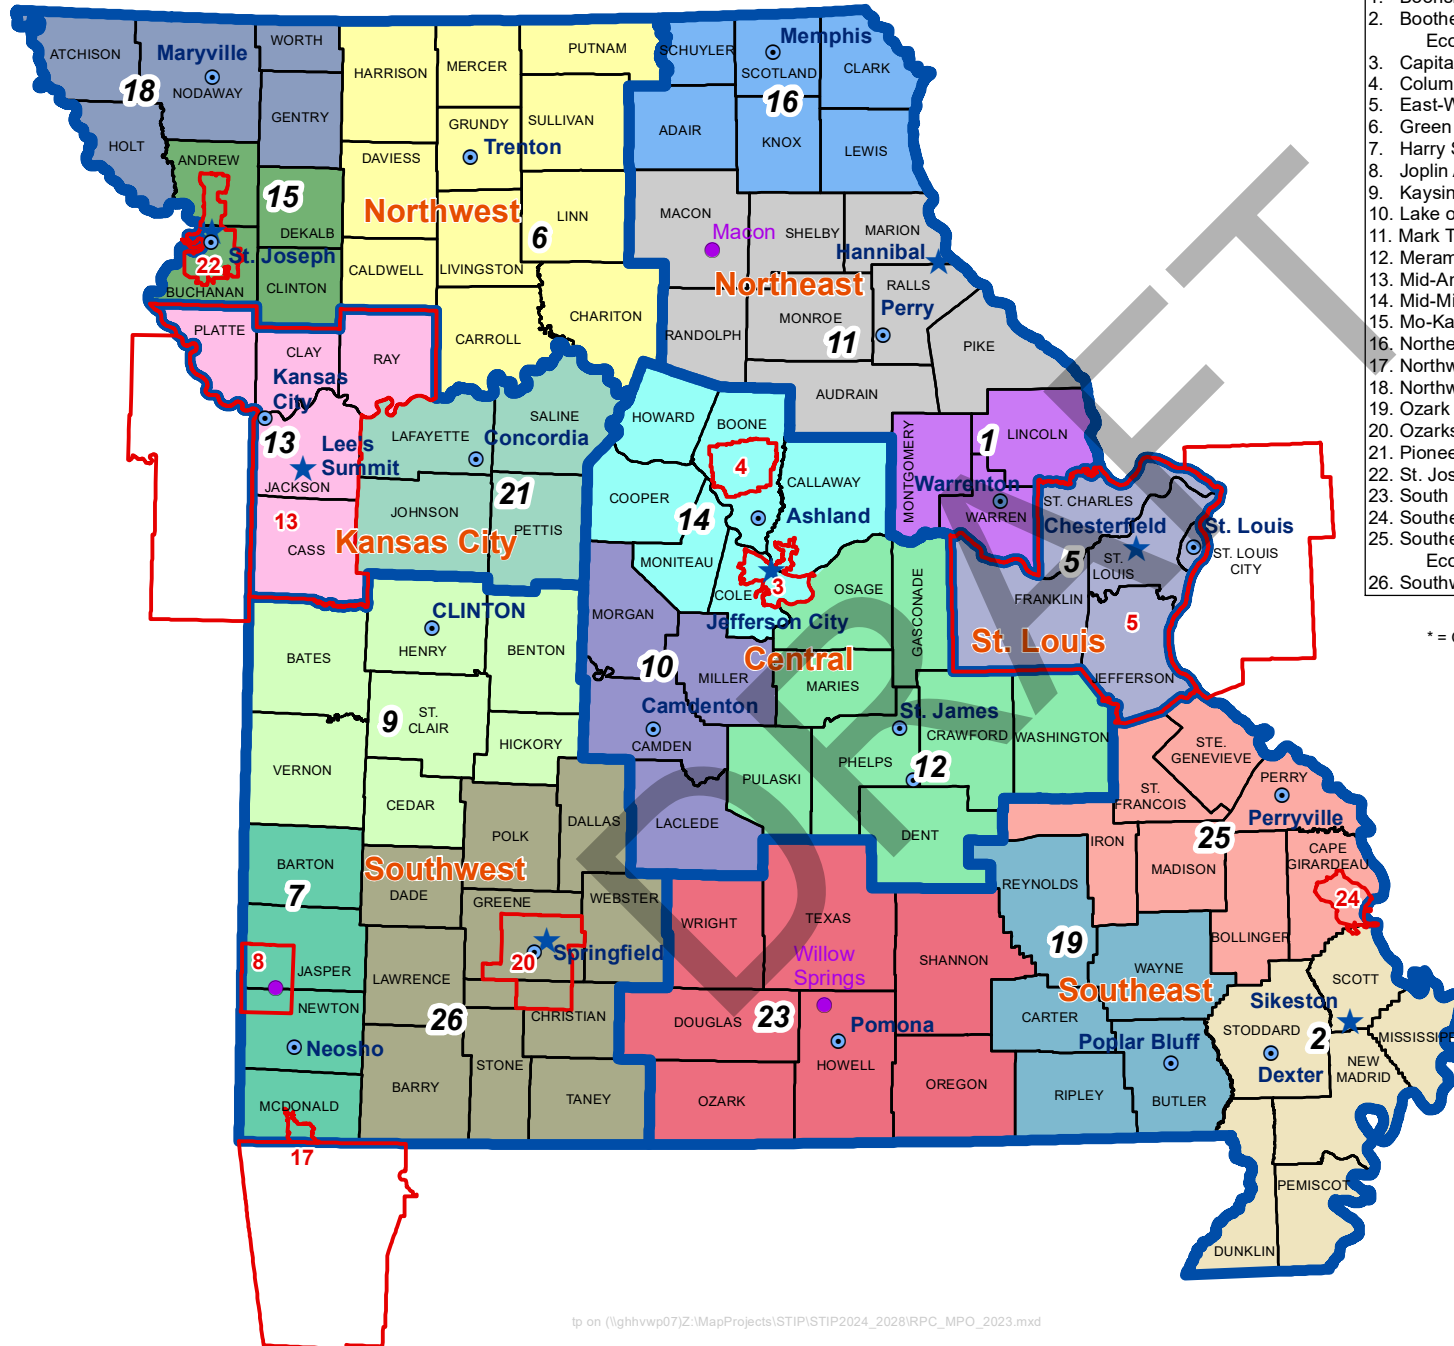 2. Boothe
Eco
3. Capita
4. Colum
5. East-W
6. Green
7. Harry S
8. Joplin
9. Kaysin
10. Lake o
11. Mark T
12. Meram
13. Mid-Am
14. Mid-Mi
15. Mo-Ka
16. Northe
17. Northw
18. Northw
19. Ozark
20. Ozarks
21. Pionee
22. St. Jos
23. South
24. Southe
25. Southe
Eco
26. Southw
* =
ATCHISON
Maryville
WORTH
18
NODAWAY
HOLT
GENTRY
HARRISON
MERCER
PUTNAM
SCHUYLER
Memphis
SCOTLAND
CLARK
16
ADAIR
KNOX
LEWIS
GRUNDY
SULLIVAN
Trenton
DAVIESS
ANDREW
15
DEKALB
Northwest
LINN
6
St. Joseph
22
BUCHANAN
CLINTON
CALDWELL
LIVINGSTON
CARROLL
CHARITON
MACON
Macon
SHELBY
MARION
Hannibal
Northeast
RALLS
Perry
RANDOLPH
MONROE
11
PIKE
AUDRAIN
PLATTE
CLAY
RAY
Kansas
City
13
Lee's
Summit
JACKSON
13
CASS
LAFAYETTE
SALINE
Concordia
21
JOHNSON
PETTIS
Kansas City
HOWARD
BOONE
4
COOPER
14
CALLAWAY
Ashland
MONITEAU
COLE
3
Jefferson City
OSAGE
MONTGOMERY
1
LINCOLN
Warrenton
WARREN
ST. CHARLES
Chesterfield
St. Louis
5
ST.
LOUIS
ST. LOUIS
CITY
FRANKLIN
5
St. Louis
JEFFERSON
GASCONADE
MORGAN
10
MILLER
Central
MARIES
Camdenton
CAMDEN
LACLEDE
PULASKI
St. James
CRAWFORD
WASHINGTON
PHELPS
12
DENT
CLINTON
HENRY
BENTON
BATES
9
ST.
CLAIR
HICKORY
VERNON
CEDAR
POLK
DALLAS
BARTON
7
Southwest
DADE
GREENE
WEBSTER
8
JASPER
LAWRENCE
20
Springfield
NEWTON
26
CHRISTIAN
Neosho
BARRY
STONE
TANEY
MCDONALD
17
WRIGHT
TEXAS
Willow
Springs
SHANNON
DOUGLAS
23
Pomona
HOWELL
OZARK
OREGON
STE.
GENEVIEVE
PERRY
ST.
FRANCOIS
Perryville
25
IRON
MADISON
CAPE
GIRARDEAU
24
BOLLINGER
REYNOLDS
19
WAYNE
Southeast
CARTER
Poplar Bluff
RIPLEY
BUTLER
SCOTT
Sikeston
STODDARD
2
Dexter
NEW
MADRID
PEMISCOT
DUNKLIN
DRAFT
tp on (\\ghhvwp07)Z:\MapProjects\STIP\STIP2024_2028\RPC_MPO_2023.mxd